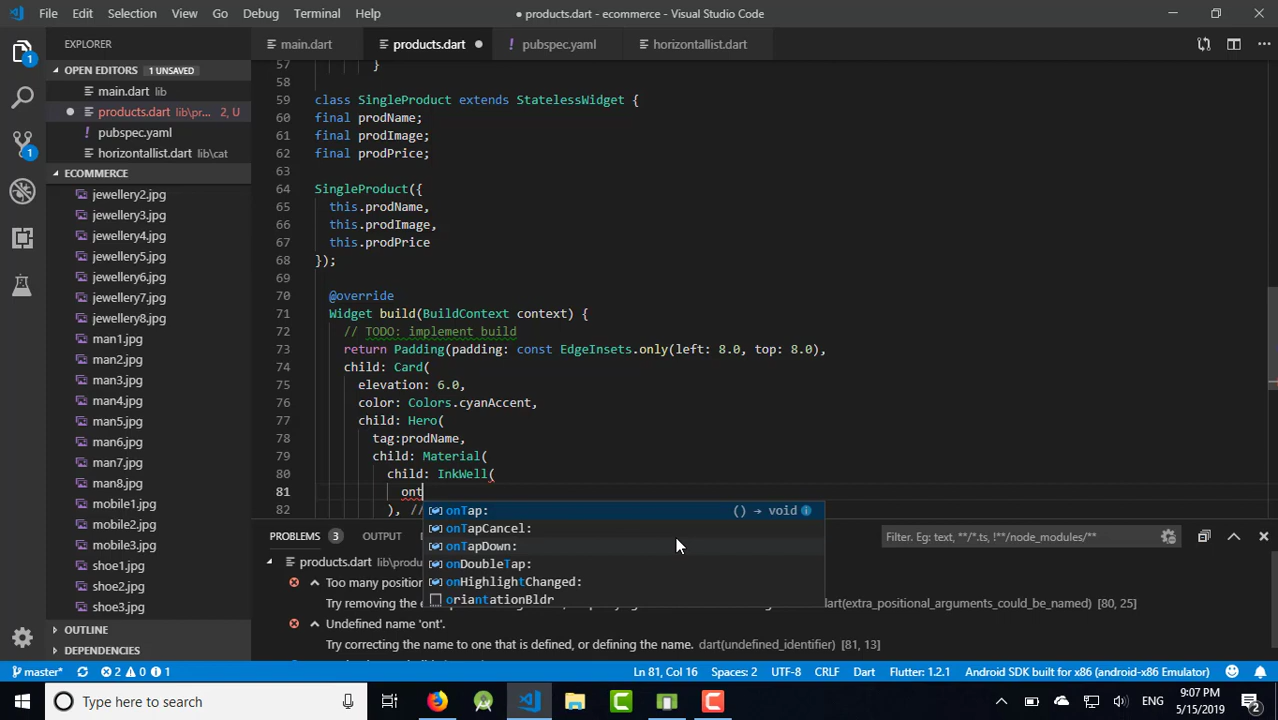 File Edit Selection View Go Debug Terminal Help
● products.dart - ecommerce - Visual Studio Code
EXPLORER
main.dart
products.dart
! pubspec.yaml
horizontallist.dart
OPEN EDITORS 1 UNSAVED
main.dart lib
products.dart lib\pr... 2, U
! pubspec.yaml
horizontallist.dart lib\cat
ECOMMERCE
jewellery2.jpg
jewellery3.jpg
jewellery4.jpg
jewellery5.jpg
jewellery6.jpg
jewellery7.jpg
jewellery8.jpg
man1.jpg
man2.jpg
man3.jpg
man4.jpg
man5.jpg
man6.jpg
man7.jpg
man8.jpg
mobile1.jpg
mobile2.jpg
mobile3.jpg
shoe1.jpg
shoe2.jpg
shoe3.jpg
OUTLINE
DEPENDENCIES
57 }
58
59 class SingleProduct extends StatelessWidget {
60 final prodName;
61 final prodImage;
62 final prodPrice;
63
64 SingleProduct({
65 this.prodName,
66 this.prodImage,
67 this.prodPrice
68 });
69
70 @override
71 Widget build(BuildContext context) {
72 // TODO: implement build
73 return Padding(padding: const EdgeInsets.only(left: 8.0, top: 8.0),
74 child: Card(
75 elevation: 6.0,
76 color: Colors.cyanAccent,
77 child: Hero(
78 tag:prodName,
79 child: Material(
80 child: InkWell(
81 ont
), //
onTap: () → void
onTapCancel:
onTapDown:
onDoubleTap:
onHighlightChanged:
oriantationBldr
PROBLEMS 3 OUTPUT
Filter. Eg: text, **/*.ts, !**/node_modules/**
products.dart lib\produ
Too many positio
Try removing the
dart(extra_positional_arguments_could_be_named) [80, 25]
Undefined name 'ont'.
Try correcting the name to one that is defined, or defining the name. dart(undefined_identifier) [81, 13]
master* 2 0 1
Ln 81, Col 16 Spaces: 2 UTF-8 CRLF Dart Flutter: 1.2.1 Android SDK built for x86 (android-x86 Emulator)
Type here to search
ENG
9:07 PM
5/15/2019
2